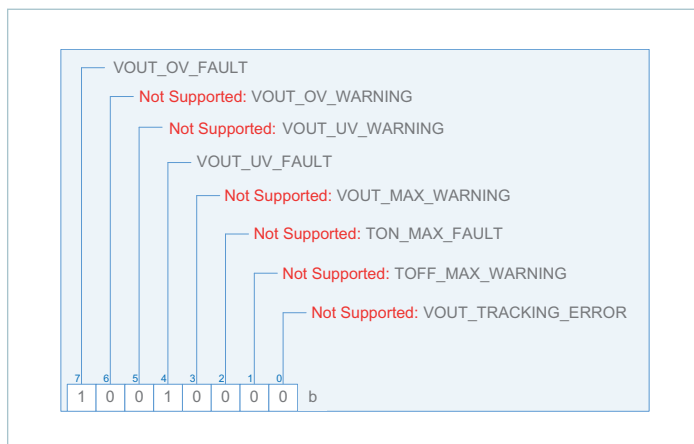 VOUT_OV_FAULT
Not Supported: VOUT_OV_WARNING
Not Supported: VOUT_UV_WARNING
VOUT_UV_FAULT
Not Supported: VOUT_MAX_WARNING
Not Supported: TON_MAX_FAULT
Not Supported: TOFF_MAX_WARNING
Not Supported: VOUT_TRACKING_ERROR
7 6 5 4 3 2 1 0
1 0 0 1 0 0 0 0 b